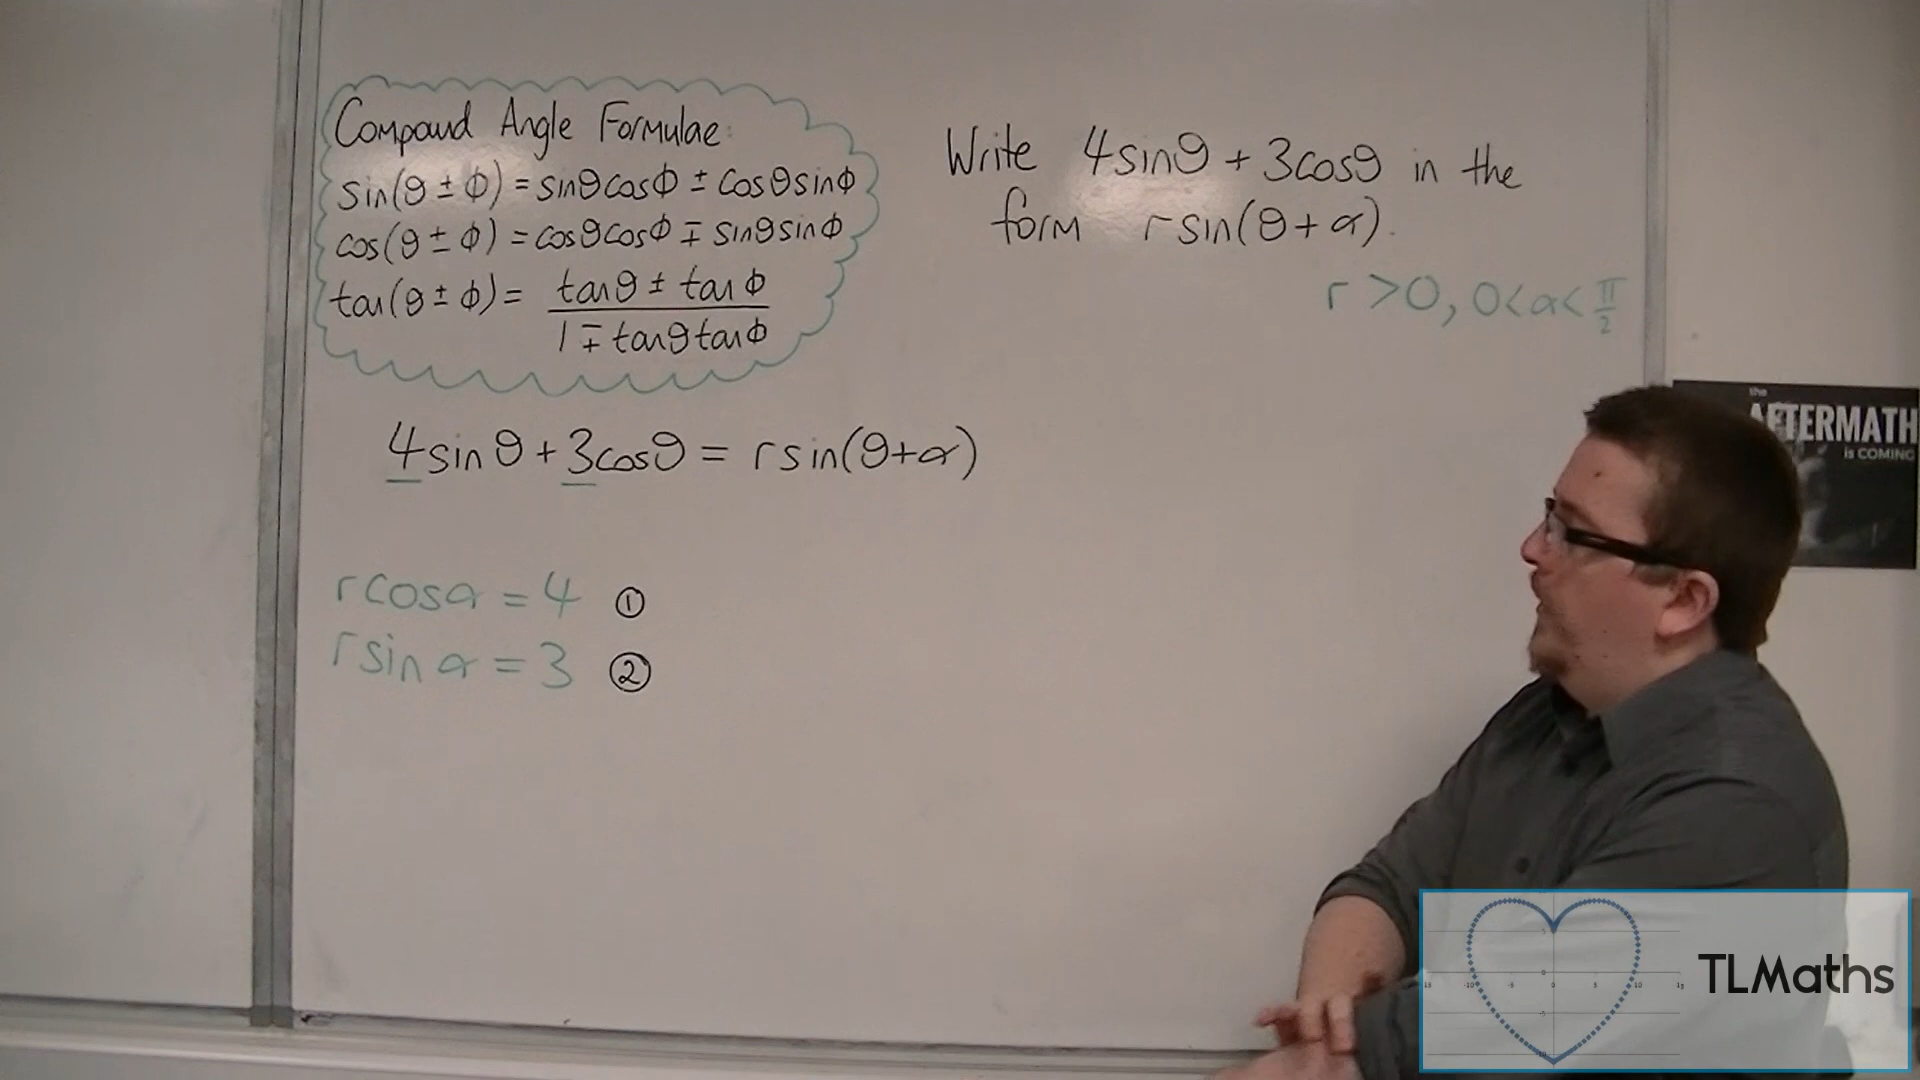 Compound Angle Formulae:
sin(θ ± Φ) = sinθcosΦ ± cosθsinΦ
cos(θ ± Φ) = cosθcosΦ ∓ sinθsinΦ
tan(θ ± Φ) = tanθ ± tanΦ
1 ∓ tanθtanΦ
Write 4sinθ + 3cosθ in the
form rsin(θ + α).
r > 0, 0 < α < π/2
4sinθ + 3cosθ = rsin(θ+α)
rcosα = 4 ①
rsinα = 3 ②
the
AFTERMATH
is COMING
TLMaths